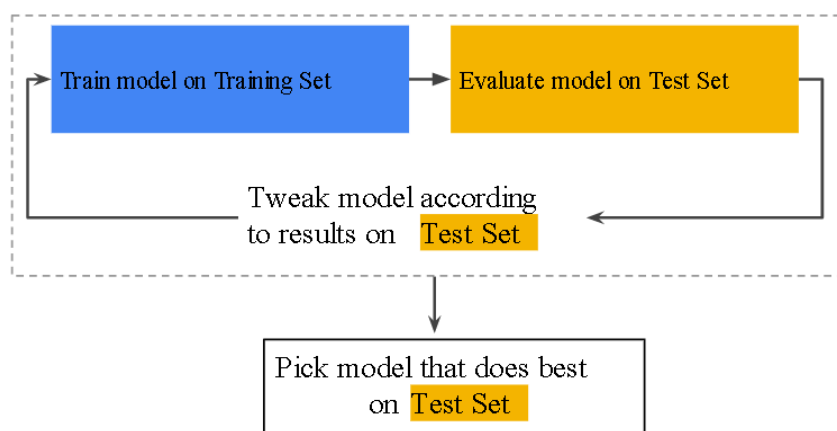 Train model on Training Set
Evaluate model on Test Set
Tweak model according
to results on Test Set
Pick model that does best
on Test Set